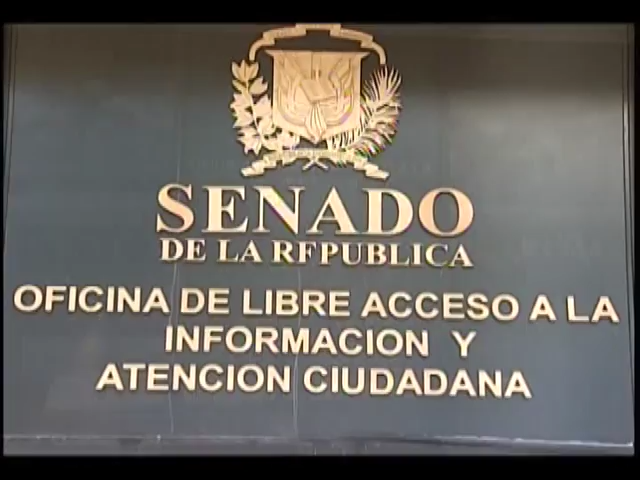 SENADO
DE LA RFPUBLICA
OFICINA DE LIBRE ACCESO A LA
INFORMACION Y
ATENCION CIUDADANA